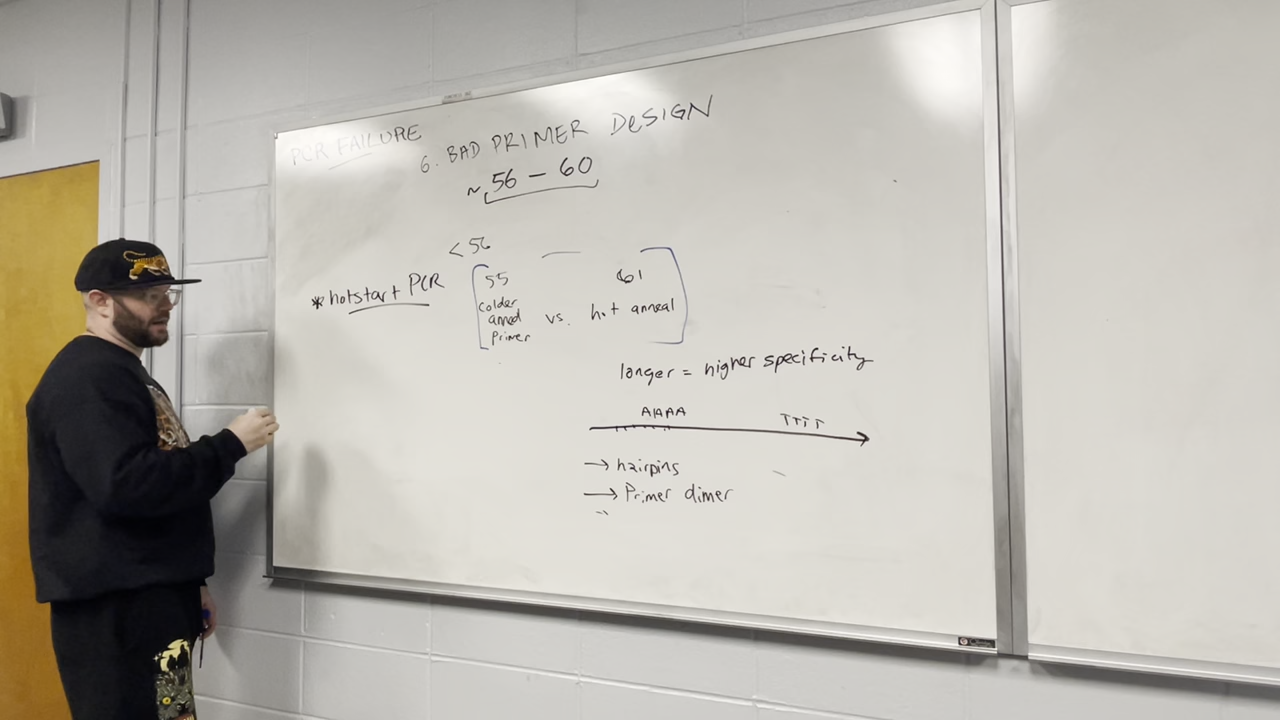 PCR FAILURE
6. BAD PRIMER DeSIGN
~ 56 – 60
< 56
* hotstart PCR
55
colder
anned
primer
vs.
61
hot anneal
longer = higher specificity
AAAA
TTTT
→ hairpins
→ Primer dimer